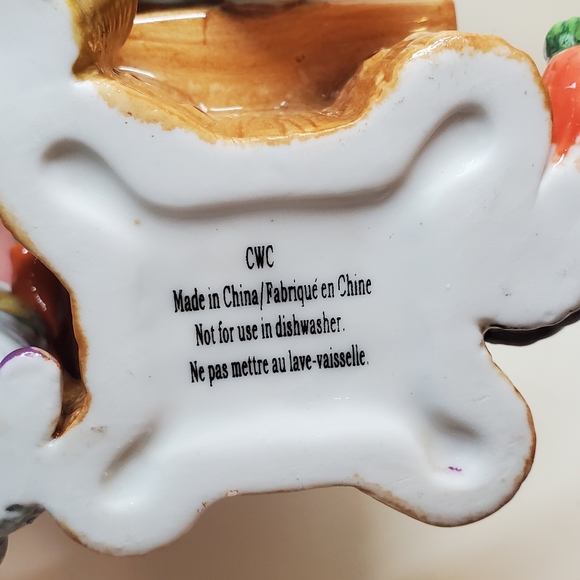 CWC
Made in China/Fabriqué en Chine
Not for use in dishwasher.
Ne pas mettre au lave-vaisselle.